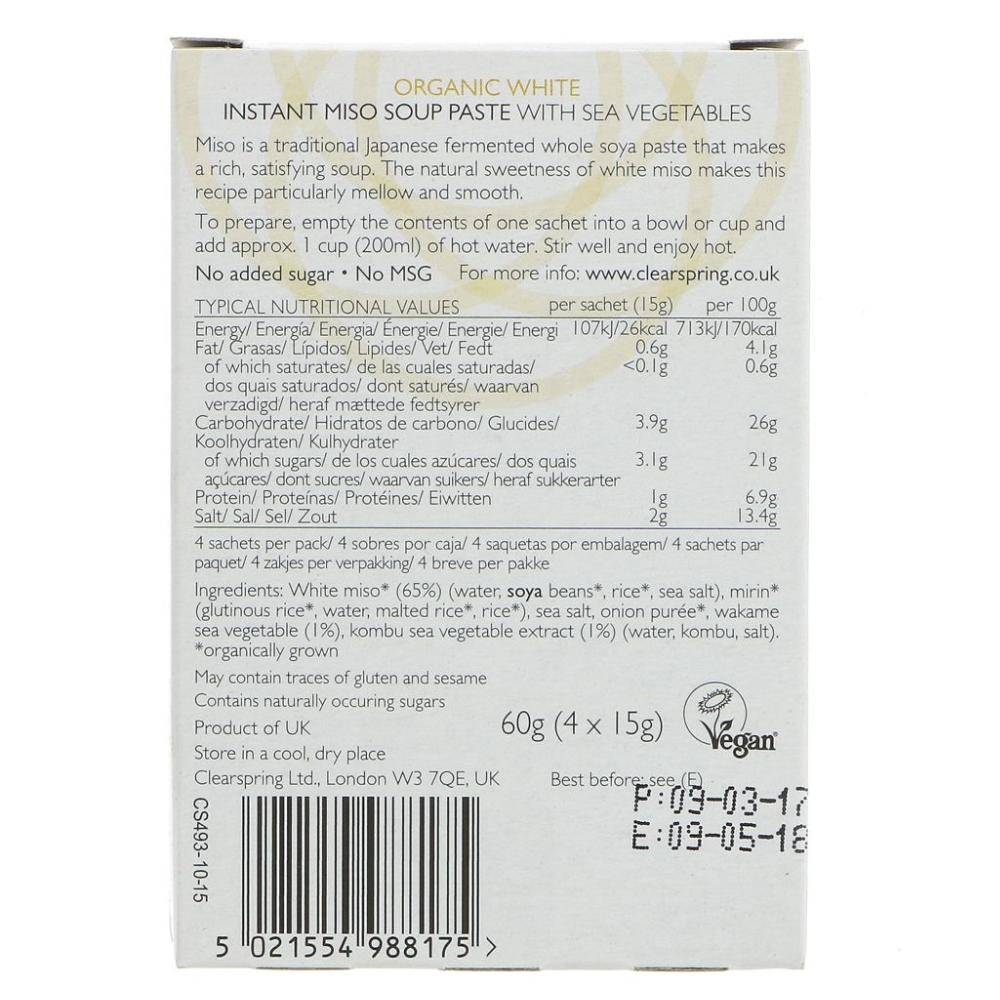 ORGANIC WHITE
INSTANT MISO SOUP PASTE WITH SEA VEGETABLES
Miso is a traditional Japanese fermented whole soya paste that makes
a rich, satisfying soup. The natural sweetness of white miso makes this
recipe particularly mellow and smooth.
To prepare, empty the contents of one sachet into a bowl or cup and
add approx. 1 cup (200ml) of hot water. Stir well and enjoy hot.
No added sugar • No MSG For more info: www.clearspring.co.uk
TYPICAL NUTRITIONAL VALUES per sachet (15g) per 100g
Energy/ Energía/ Energia/ Énergie/ Energie/ Energi 107kJ/26kcal 713kJ/170kcal
Fat/ Grasas/ Lípidos/ Lipides/ Vet/ Fedt 0.6g 4.1g
of which saturates/ de las cuales saturadas/ <0.1g 0.6g
dos quais saturados/ dont saturés/ waarvan
verzadigd/ heraf mættede fedtsyrer
Carbohydrate/ Hidratos de carbono/ Glucides/ 3.9g 26g
Koolhydraten/ Kulhydrater
of which sugars/ de los cuales azúcares/ dos quais 3.1g 21g
açúcares/ dont sucres/ waarvan suikers/ heraf sukkerarter
Protein/ Proteínas/ Protéines/ Eiwitten 1g 6.9g
Salt/ Sal/ Sel/ Zout 2g 13.4g
4 sachets per pack/ 4 sobres por caja/ 4 saquetas por embalagem/ 4 sachets par
paquet/ 4 zakjes per verpakking/ 4 breve per pakke
Ingredients: White miso* (65%) (water, soya beans*, rice*, sea salt), mirin*
(glutinous rice*, water, malted rice*, rice*), sea salt, onion purée*, wakame
sea vegetable (1%), kombu sea vegetable extract (1%) (water, kombu, salt).
*organically grown
May contain traces of gluten and sesame
Contains naturally occuring sugars
Product of UK
60g (4 x 15g)
Vegan
Store in a cool, dry place
Clearspring Ltd., London W3 7QE, UK
Best before: see (E)
P:09-03-17
E:09-05-18
CS493-10-15
5 021554 988175 >